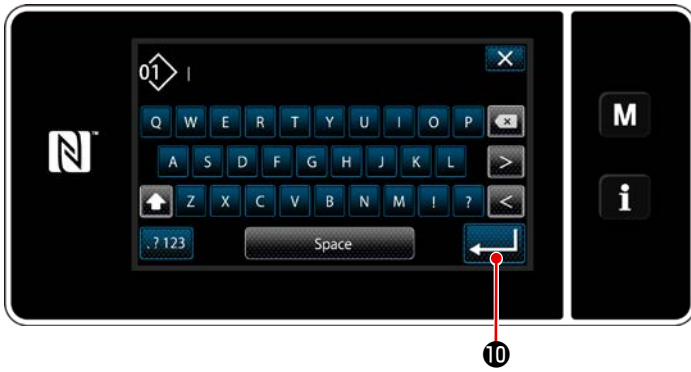 01
Q W E R T Y U I O P
M
A S D F G H J K L >
Z X C V B N M ! ? <
i
.?123 Space
❿